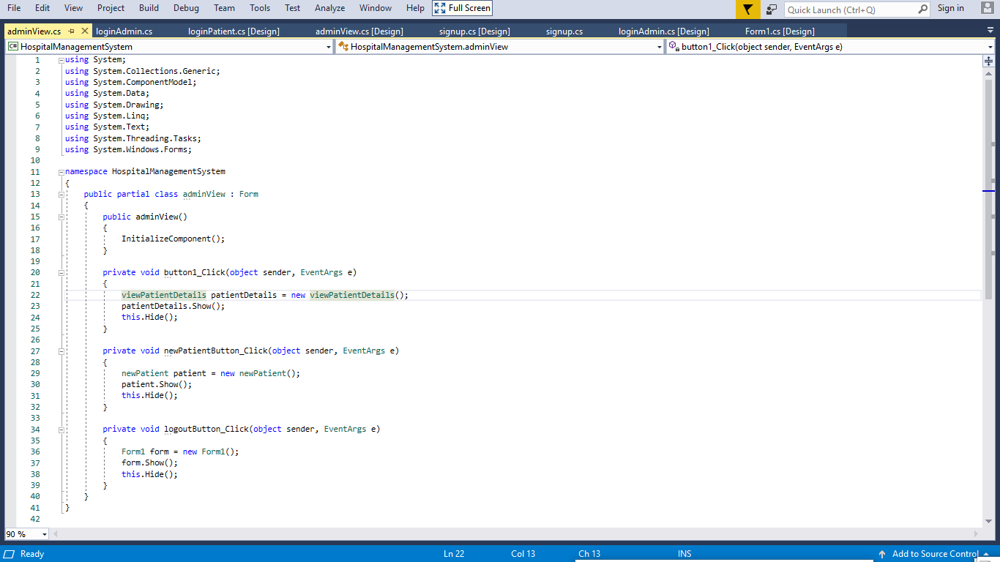 File Edit View Project Build Debug Team Tools Test Analyze Window Help Full Screen Quick Launch (Ctrl+Q) Sign in
adminView.cs loginAdmin.cs loginPatient.cs [Design] adminView.cs [Design] signup.cs [Design] signup.cs loginAdmin.cs [Design] Form1.cs [Design]
C# HospitalManagementSystem HospitalManagementSystem.adminView button1_Click(object sender, EventArgs e)
1 using System;
2 using System.Collections.Generic;
3 using System.ComponentModel;
4 using System.Data;
5 using System.Drawing;
6 using System.Linq;
7 using System.Text;
8 using System.Threading.Tasks;
9 using System.Windows.Forms;
10
11 namespace HospitalManagementSystem
12 {
13 public partial class adminView : Form
14 {
15 public adminView()
16 {
17 InitializeComponent();
18 }
19
20 private void button1_Click(object sender, EventArgs e)
21 {
22 viewPatientDetails patientDetails = new viewPatientDetails();
23 patientDetails.Show();
24 this.Hide();
25 }
26
27 private void newPatientButton_Click(object sender, EventArgs e)
28 {
29 newPatient patient = new newPatient();
30 patient.Show();
31 this.Hide();
32 }
33
34 private void logoutButton_Click(object sender, EventArgs e)
35 {
36 Form1 form = new Form1();
37 form.Show();
38 this.Hide();
39 }
40 }
41 }
42
90 %
Ready Ln 22 Col 13 Ch 13 INS Add to Source Control